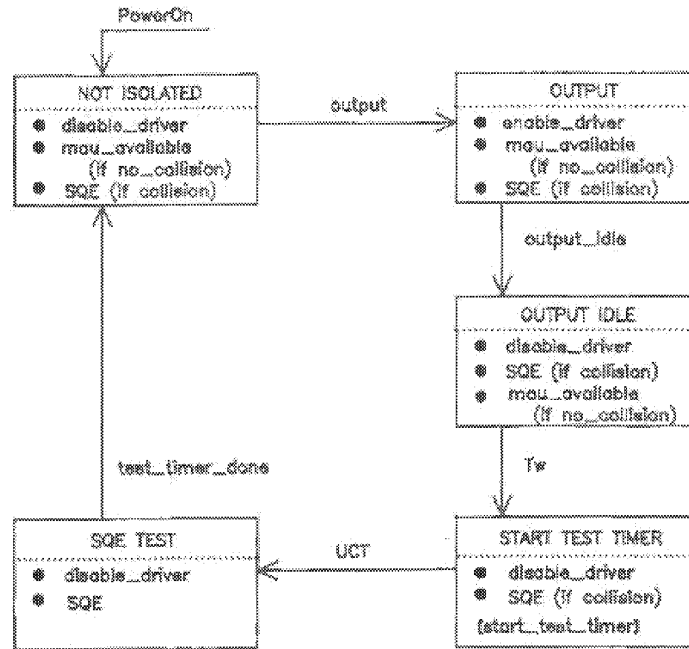 PowerOn
NOT ISOLATED
● disable_driver
● mau_available
(if no_collision)
● SQE (if collision)
output
OUTPUT
● enable_driver
● mau_available
(if no_collision)
● SQE (if collision)
output_idle
OUTPUT IDLE
● disable_driver
● SQE (if collision)
● mau_available
(if no_collision)
Tw
START TEST TIMER
● disable_driver
● SQE (if collision)
[start_test_timer]
UCT
SQE TEST
● disable_driver
● SQE
test_timer_done